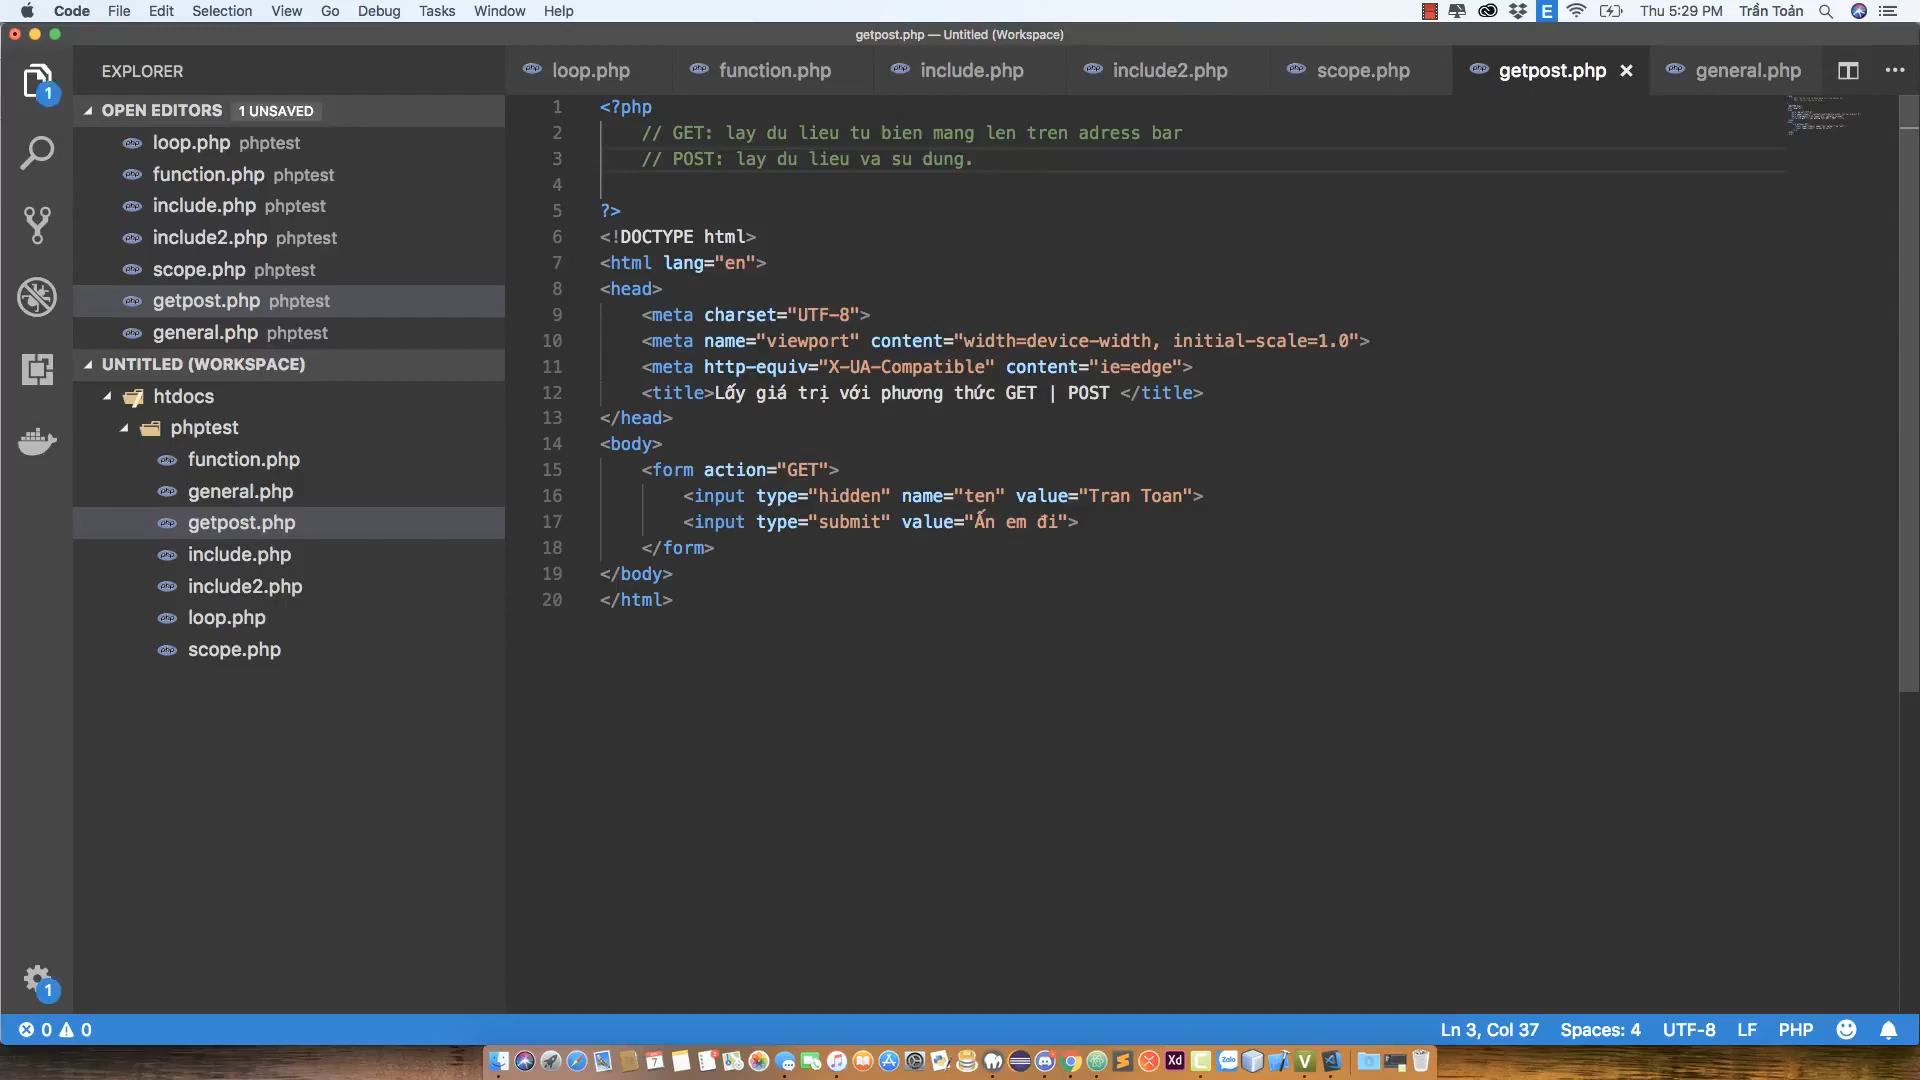 Code File Edit Selection View Go Debug Tasks Window Help
E Thu 5:29 PM Trần Toản
getpost.php — Untitled (Workspace)
EXPLORER
OPEN EDITORS 1 UNSAVED
loop.php phptest
function.php phptest
include.php phptest
include2.php phptest
scope.php phptest
getpost.php phptest
general.php phptest
UNTITLED (WORKSPACE)
htdocs
phptest
function.php
general.php
getpost.php
include.php
include2.php
loop.php
scope.php
1
1
loop.php function.php include.php include2.php scope.php getpost.php general.php
1 <?php
2 // GET: lay du lieu tu bien mang len tren adress bar
3 // POST: lay du lieu va su dung.
4
5 ?>
6 <!DOCTYPE html>
7 <html lang="en">
8 <head>
9 <meta charset="UTF-8">
10 <meta name="viewport" content="width=device-width, initial-scale=1.0">
11 <meta http-equiv="X-UA-Compatible" content="ie=edge">
12 <title>Lấy giá trị với phương thức GET | POST </title>
13 </head>
14 <body>
15 <form action="GET">
16 <input type="hidden" name="ten" value="Tran Toan">
17 <input type="submit" value="Ấn em đi">
18 </form>
19 </body>
20 </html>
0 0
Ln 3, Col 37 Spaces: 4 UTF-8 LF PHP